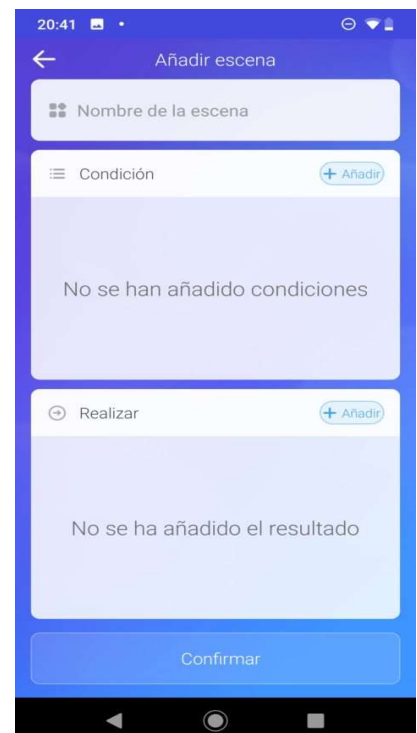 20:41
Añadir escena
Nombre de la escena
Condición
+ Añadir
No se han añadido condiciones
Realizar
+ Añadir
No se ha añadido el resultado
Confirmar